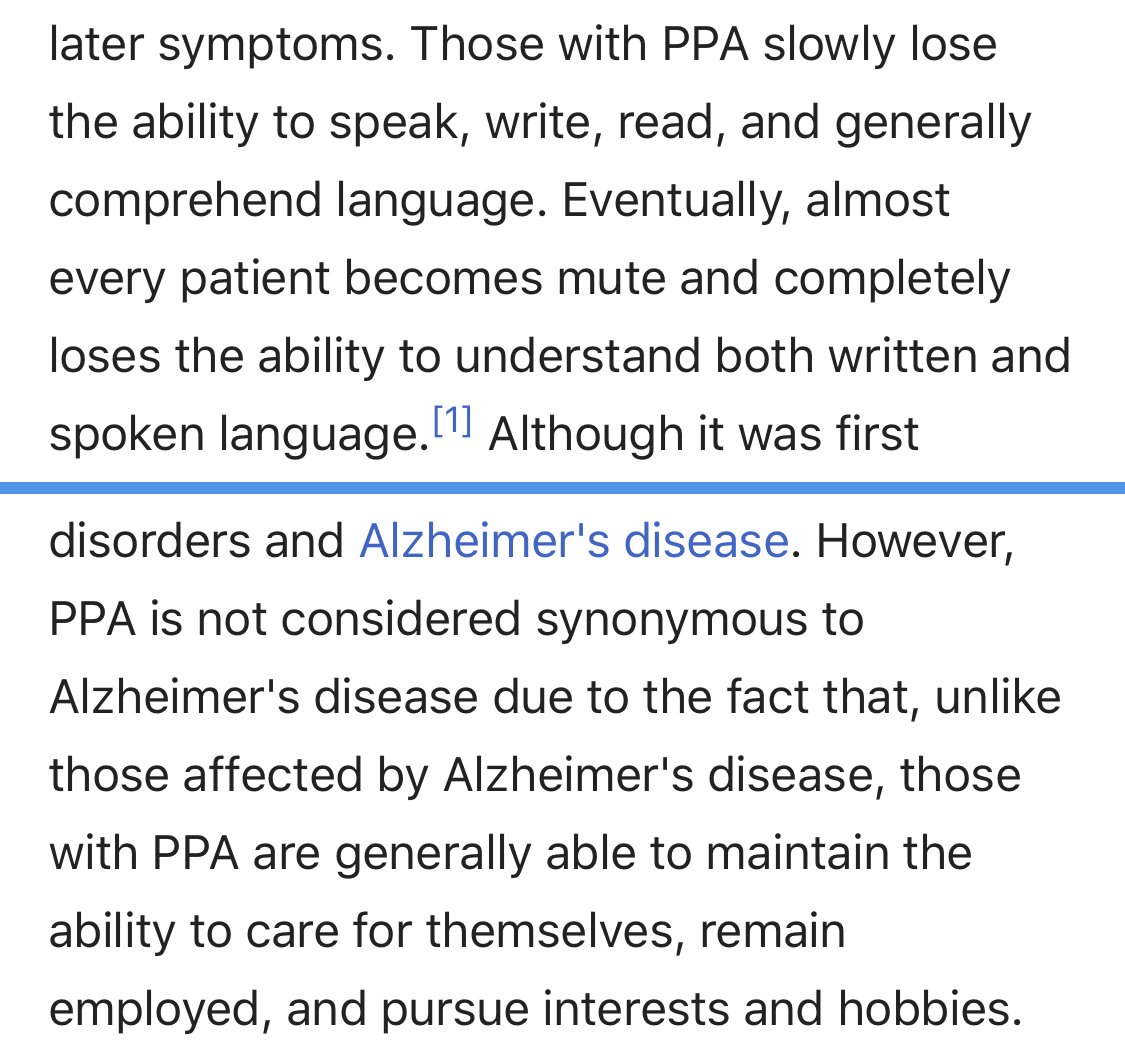 later symptoms. Those with PPA slowly lose
the ability to speak, write, read, and generally
comprehend language. Eventually, almost
every patient becomes mute and completely
loses the ability to understand both written and
spoken language.[1] Although it was first
disorders and Alzheimer's disease. However,
PPA is not considered synonymous to
Alzheimer's disease due to the fact that, unlike
those affected by Alzheimer's disease, those
with PPA are generally able to maintain the
ability to care for themselves, remain
employed, and pursue interests and hobbies.